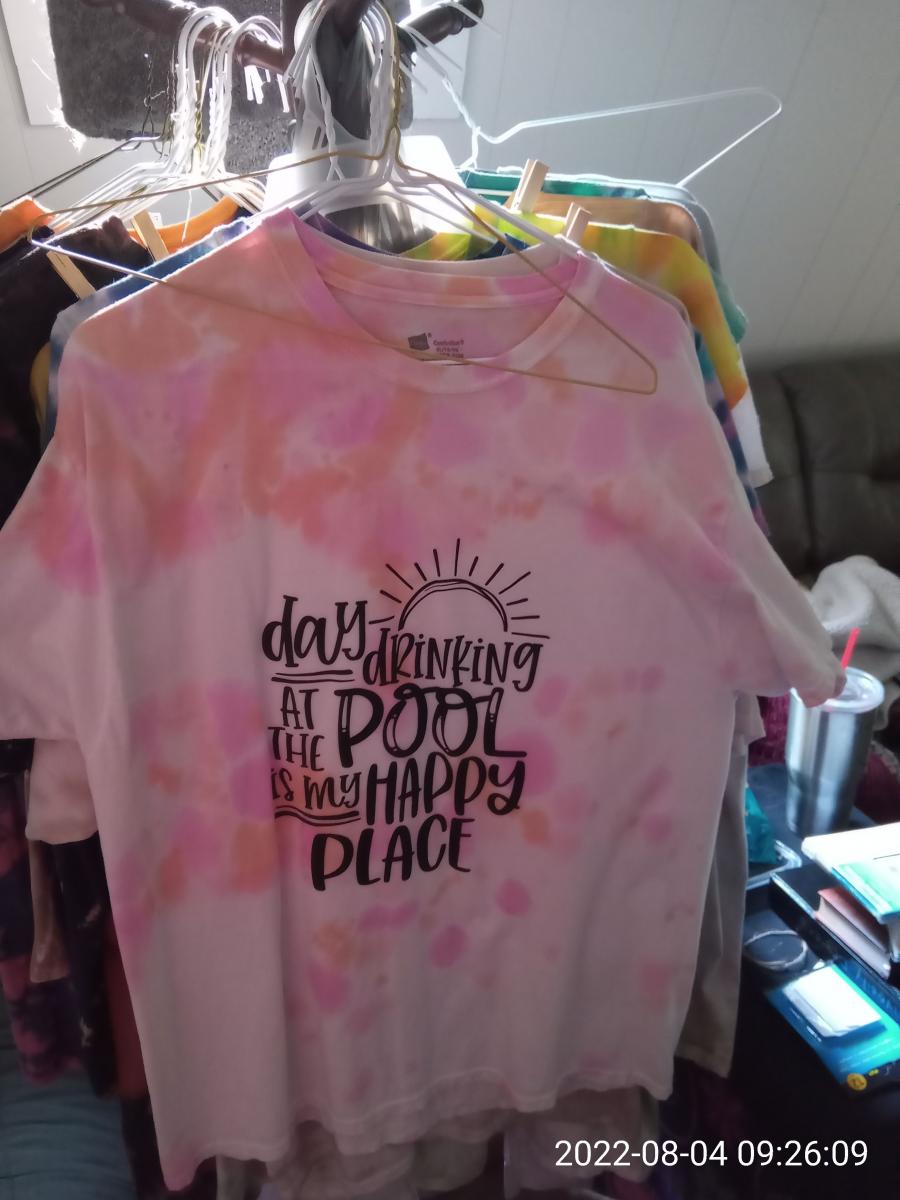 day
dRINKING
AT
THE
POOL
is my HAPPY
PLACE
2022-08-04 09:26:09